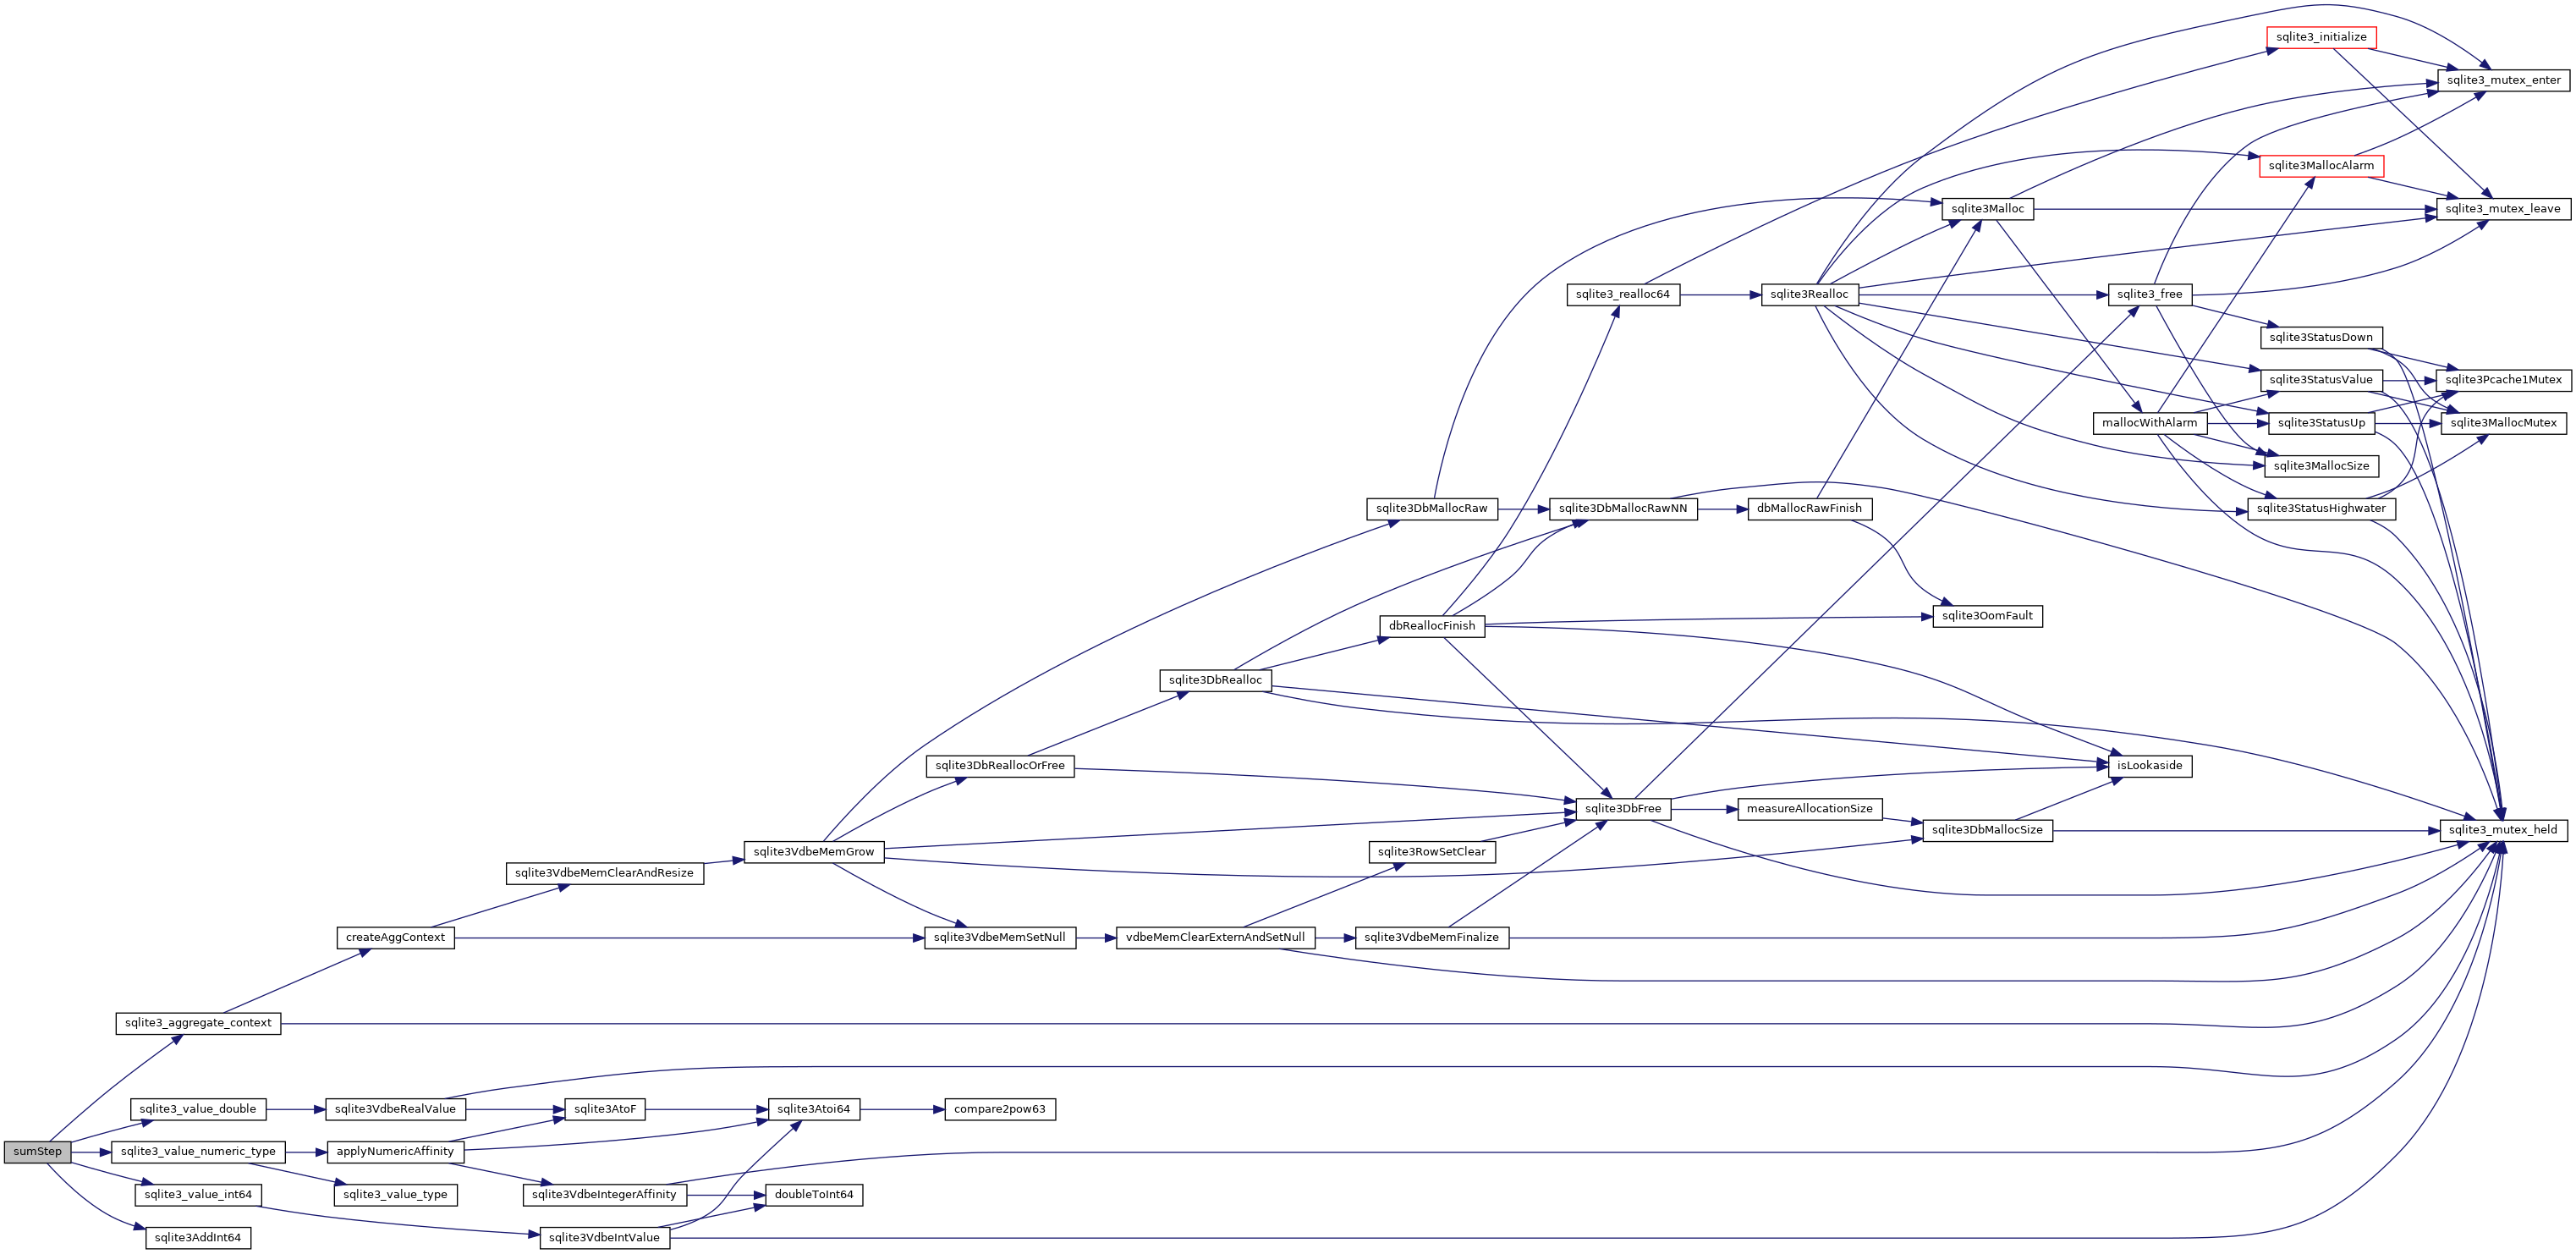 sqlite3_initialize
sqlite3_mutex_enter
sqlite3MallocAlarm
sqlite3Malloc
sqlite3_mutex_leave
sqlite3_realloc64
sqlite3Realloc
sqlite3_free
sqlite3StatusDown
sqlite3StatusValue
sqlite3Pcache1Mutex
mallocWithAlarm
sqlite3StatusUp
sqlite3MallocMutex
sqlite3MallocSize
sqlite3DbMallocRaw
sqlite3DbMallocRawNN
dbMallocRawFinish
sqlite3StatusHighwater
sqlite3OomFault
dbReallocFinish
sqlite3DbRealloc
sqlite3DbReallocOrFree
isLookaside
sqlite3DbFree
measureAllocationSize
sqlite3DbMallocSize
sqlite3_mutex_held
sqlite3VdbeMemGrow
sqlite3RowSetClear
sqlite3VdbeMemClearAndResize
createAggContext
sqlite3VdbeMemSetNull
vdbeMemClearExternAndSetNull
sqlite3VdbeMemFinalize
sqlite3_aggregate_context
sqlite3_value_double
sqlite3VdbeRealValue
sqlite3AtoF
sqlite3Atoi64
compare2pow63
sumStep
sqlite3_value_numeric_type
applyNumericAffinity
sqlite3_value_int64
sqlite3_value_type
sqlite3VdbeIntegerAffinity
doubleToInt64
sqlite3AddInt64
sqlite3VdbeIntValue